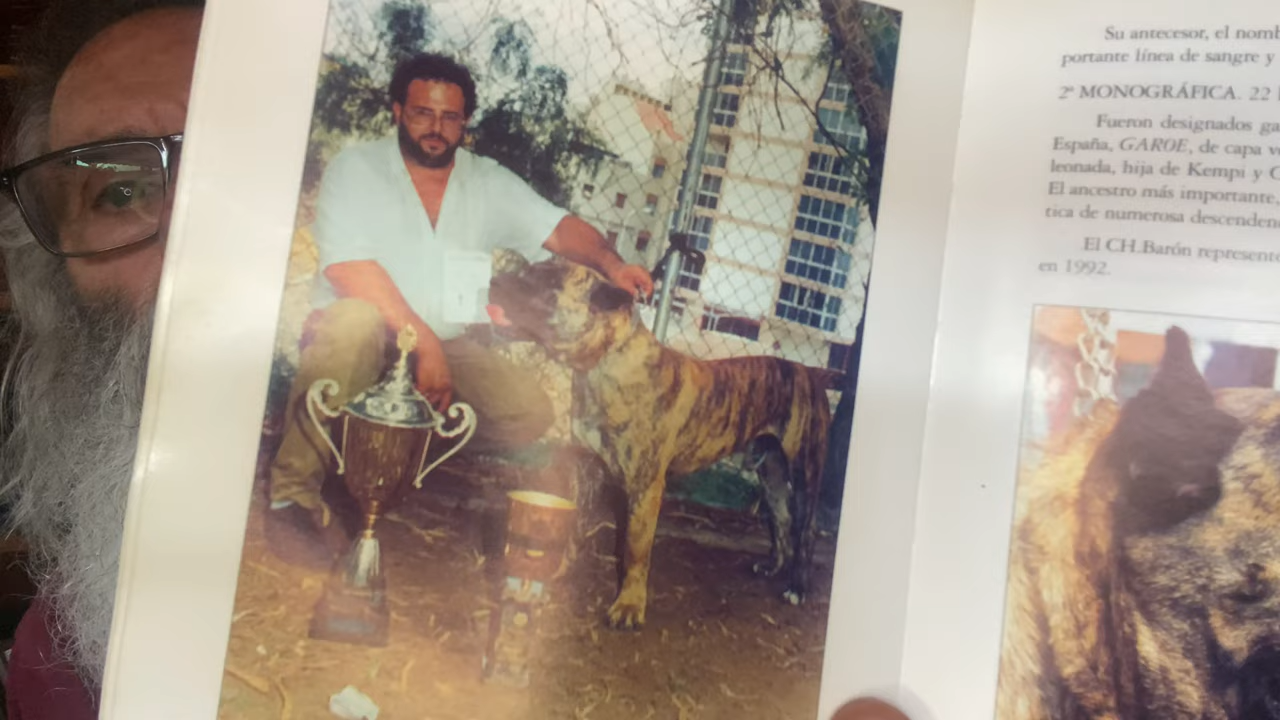 Su antecesor, el nomb
portante línea de sangre y
2ª MONOGRÁFICA. 22
Fueron designados ga
España, GAROE, de capa ve
leonada, hija de Kempi y G
El ancestro más importante,
tica de numerosa descenden
El CH.Barón represento
en 1992.